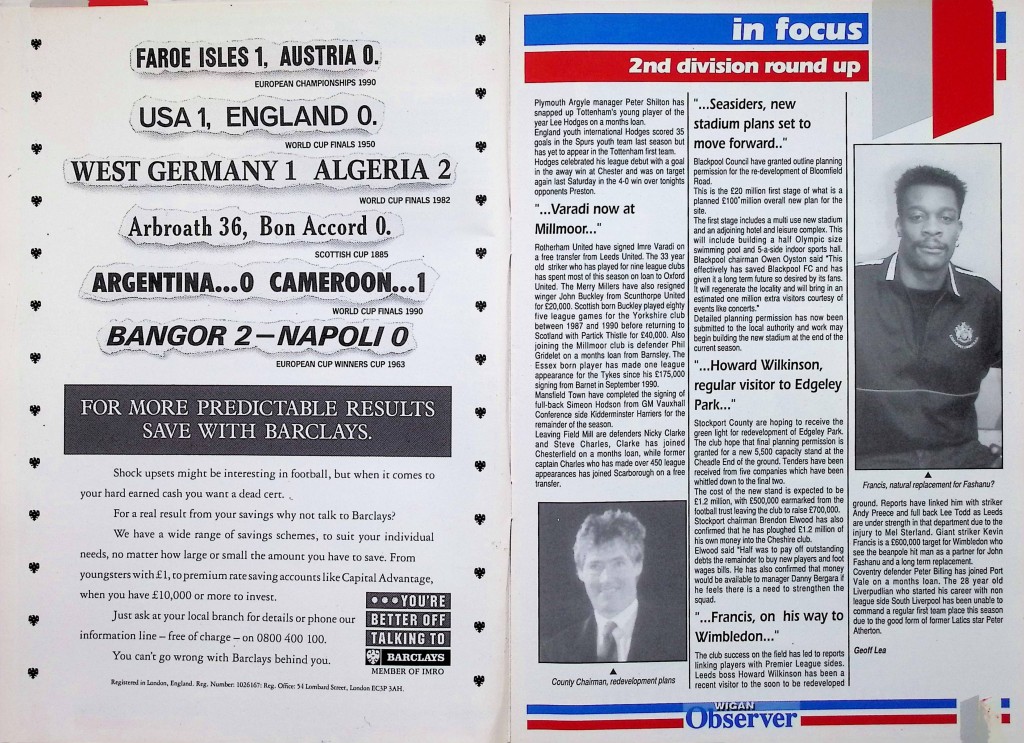 FAROE ISLES 1, AUSTRIA 0.
EUROPEAN CHAMPIONSHIPS 1990
USA 1, ENGLAND 0.
WORLD CUP FINALS 1950
WEST GERMANY 1 ALGERIA 2
WORLD CUP FINALS 1982
Arbroath 36, Bon Accord 0.
SCOTTISH CUP 1885
ARGENTINA...0 CAMEROON...1
WORLD CUP FINALS 1990
BANGOR 2–NAPOLI 0
EUROPEAN CUP WINNERS CUP 1963
FOR MORE PREDICTABLE RESULTS
SAVE WITH BARCLAYS.
Shock upsets might be interesting in football, but when it comes to
your hard earned cash you want a dead cert.
For a real result from your savings why not talk to Barclays?
We have a wide range of savings schemes, to suit your individual
needs, no matter how large or small the amount you have to save. From
youngsters with £1, to premium rate saving accounts like Capital Advantage,
when you have £10,000 or more to invest.
Just ask at your local branch for details or phone our
information line – free of charge – on 0800 400 100.
You can't go wrong with Barclays behind you.
•••YOU'RE
BETTER OFF
TALKING TO
BARCLAYS
MEMBER OF IMRO
Registered in London, England. Reg. Number: 1026167: Reg. Office: 54 Lombard Street, London EC3P 3AH.
in focus
2nd division round up
Plymouth Argyle manager Peter Shilton has
snapped up Tottenham's young player of the
year Lee Hodges on a months loan.
England youth international Hodges scored 35
goals in the Spurs youth team last season but
has yet to appear in the Tottenham first team.
Hodges celebrated his league debut with a goal
in the away win at Chester and was on target
again last Saturday in the 4-0 win over tonights
opponents Preston.
"...Varadi now at
Millmoor..."
Rotherham United have signed Imre Varadi on
a free transfer from Leeds United. The 33 year
old striker who has played for nine league clubs
has spent most of this season on loan to Oxford
United. The Merry Millers have also resigned
winger John Buckley from Scunthorpe United
for £20,000. Scottish born Buckley played eighty
five league games for the Yorkshire club
between 1987 and 1990 before returning to
Scotland with Partick Thistle for £40,000. Also
joining the Millmoor club is defender Phil
Gridelet on a months loan from Barnsley. The
Essex born player has made one league
appearance for the Tykes since his £175,000
signing from Barnet in September 1990.
Mansfield Town have completed the signing of
full-back Simeon Hodson from GM Vauxhall
Conference side Kidderminster Harriers for the
remainder of the season.
Leaving Field Mill are defenders Nicky Clarke
and Steve Charles, Clarke has joined
Chesterfield on a months loan, while former
captain Charles who has made over 450 league
appearances has joined Scarborough on a free
transfer.
County Chairman, redevelopment plans
"...Seasiders, new
stadium plans set to
move forward.."
Blackpool Council have granted outline planning
permission for the re-development of Bloomfield
Road.
This is the £20 million first stage of what is a
planned £100 million overall new plan for the
site.
The first stage includes a multi use new stadium
and an adjoining hotel and leisure complex. This
will include building a half Olympic size
swimming pool and 5-a-side indoor sports hall.
Blackpool chairman Owen Oyston said "This
effectively has saved Blackpool FC and has
given it a long term future so desired by its fans.
It will regenerate the locality and will bring in an
estimated one million extra visitors courtesy of
events like concerts."
Detailed planning permission has now been
submitted to the local authority and work may
begin building the new stadium at the end of the
current season.
"...Howard Wilkinson,
regular visitor to Edgeley
Park..."
Stockport County are hoping to receive the
green light for redevelopment of Edgeley Park.
The club hope that final planning permission is
granted for a new 5,500 capacity stand at the
Cheadle End of the ground. Tenders have been
received from five companies which have been
whittled down to the final two.
The cost of the new stand is expected to be
£1.2 million, with £500,000 earmarked from the
football trust leaving the club to raise £700,000.
Stockport chairman Brendon Elwood has also
confirmed that he has ploughed £1.2 million of
his own money into the Cheshire club.
Elwood said "Half was to pay off outstanding
debts the remainder to buy new players and foot
wages bills. He has also confirmed that money
would be available to manager Danny Bergara if
he feels there is a need to strengthen the
squad.
"...Francis, on his way to
Wimbledon..."
The club success on the field has led to reports
linking players with Premier League sides.
Leeds boss Howard Wilkinson has been a
recent visitor to the soon to be redeveloped
Francis, natural replacement for Fashanu?
ground. Reports have linked him with striker
Andy Preece and full back Lee Todd as Leeds
are under strength in that department due to the
injury to Mel Sterland. Giant striker Kevin
Francis is a £600,000 target for Wimbledon who
see the beanpole hit man as a partner for John
Fashanu and a long term replacement.
Coventry defender Peter Billing has joined Port
Vale on a months loan. The 28 year old
Liverpudlian who started his career with non
league side South Liverpool has been unable to
command a regular first team place this season
due to the good form of former Latics star Peter
Atherton.
Geoff Lea
WIGAN
Observer